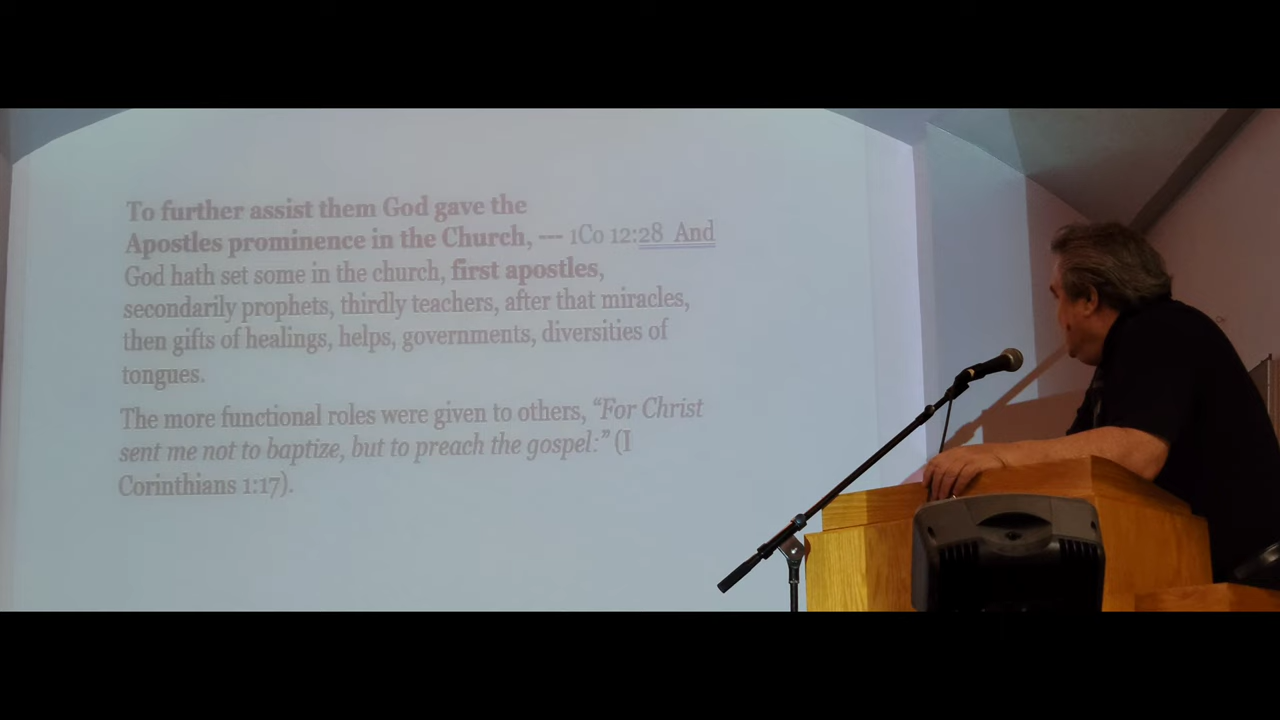 To further assist them God gave the
Apostles prominence in the Church, --- 1Co 12:28 And
God hath set some in the church, first apostles,
secondarily prophets, thirdly teachers, after that miracles,
then gifts of healings, helps, governments, diversities of
tongues.
The more functional roles were given to others, “For Christ
sent me not to baptize, but to preach the gospel:” (I
Corinthians 1:17).